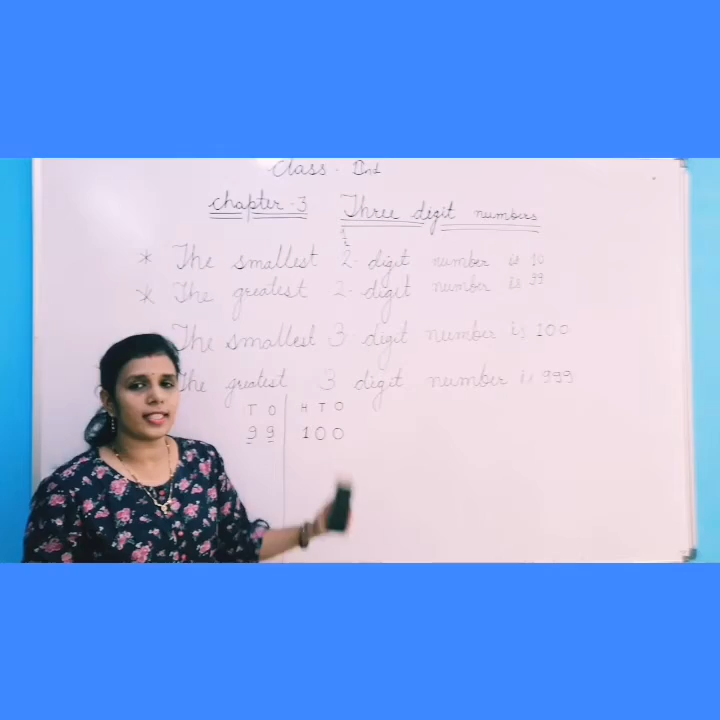 Class - IInd
chapter - 3 Three digit numbers
* The smallest 2 - digit number is 10
* The greatest 2 - digit number is 99
The smallest 3 digit number is 100
The greatest 3 digit number is 999
T O H T O
9 9 1 0 0